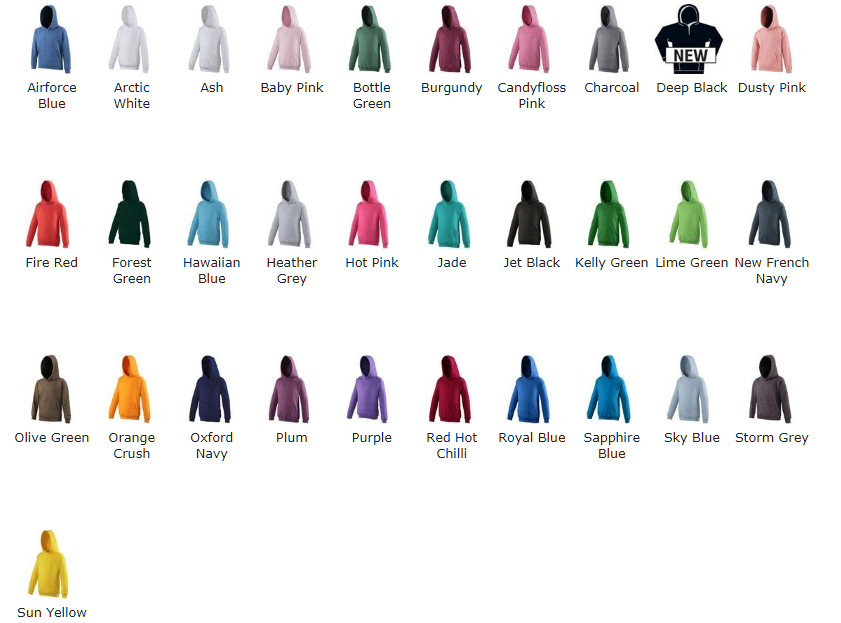 NEW
Airforce Blue
Arctic White
Ash
Baby Pink
Bottle Green
Burgundy
Candyfloss Pink
Charcoal
Deep Black
Dusty Pink
Fire Red
Forest Green
Hawaiian Blue
Heather Grey
Hot Pink
Jade
Jet Black
Kelly Green
Lime Green
New French Navy
Olive Green
Orange Crush
Oxford Navy
Plum
Purple
Red Hot Chilli
Royal Blue
Sapphire Blue
Sky Blue
Storm Grey
Sun Yellow